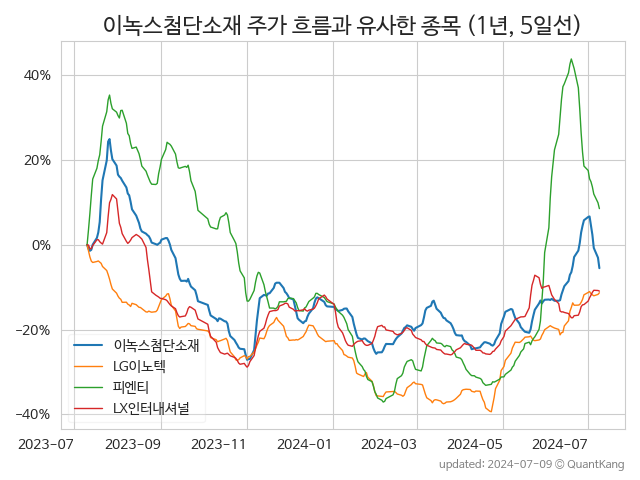 이녹스첨단소재 주가 흐름과 유사한 종목 (1년, 5일선)
40%
20%
0%
−20%
−40%
이녹스첨단소재
LG이노텍
피엔티
LX인터내셔널
2023-07 2023-09 2023-11 2024-01 2024-03 2024-05 2024-07
updated: 2024-07-09 © QuantKang